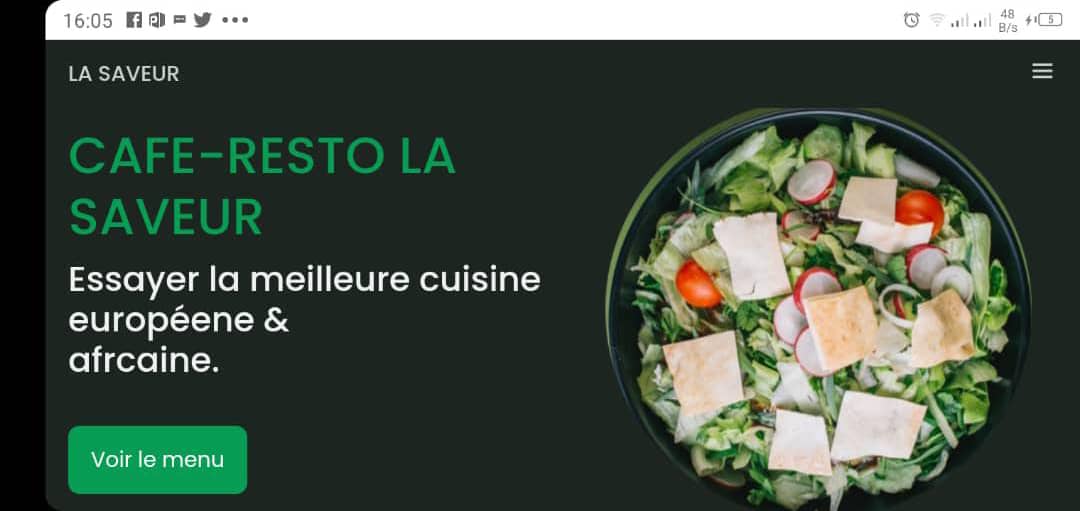 16:05
48
B/s
5
LA SAVEUR
CAFE-RESTO LA
SAVEUR
Essayer la meilleure cuisine
européene &
afrcaine.
Voir le menu